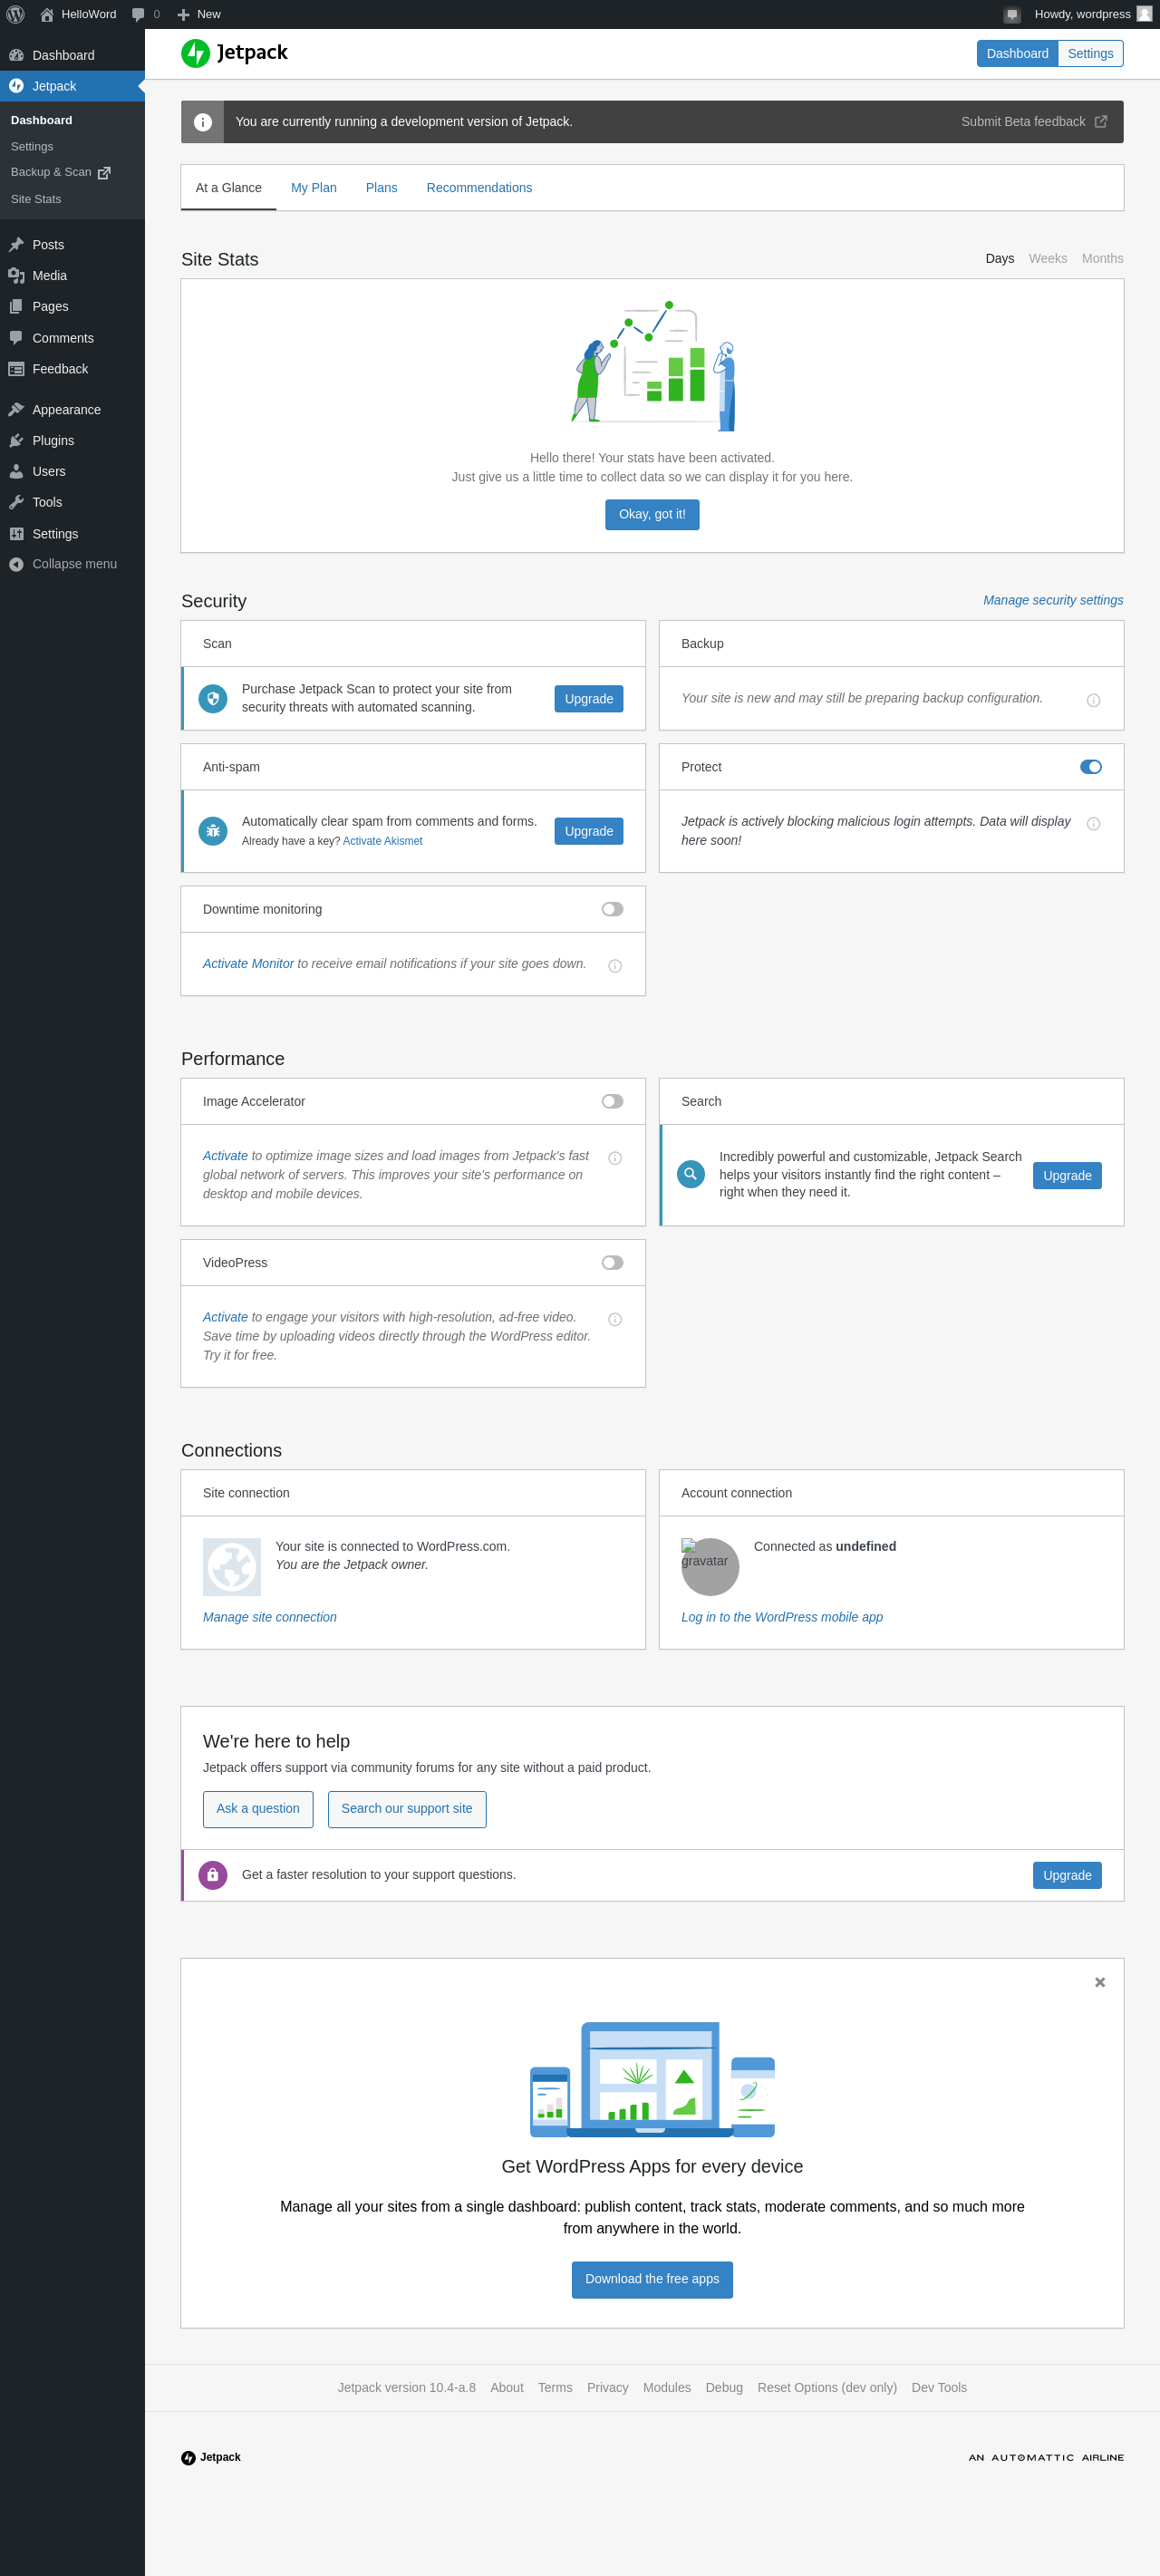 HelloWord
0
New
Howdy, wordpress
Dashboard
Jetpack
Dashboard
Settings
Backup & Scan
Site Stats
Posts
Media
Pages
Comments
Feedback
Appearance
Plugins
Users
Tools
Settings
Collapse menu
Jetpack
Dashboard
Settings
You are currently running a development version of Jetpack.
Submit Beta feedback
At a Glance
My Plan
Plans
Recommendations
Site Stats
Days
Weeks
Months
Hello there! Your stats have been activated.
Just give us a little time to collect data so we can display it for you here.
Okay, got it!
Security
Manage security settings
Scan
Purchase Jetpack Scan to protect your site from
security threats with automated scanning.
Upgrade
Backup
Your site is new and may still be preparing backup configuration.
Anti-spam
Automatically clear spam from comments and forms.
Already have a key? Activate Akismet
Upgrade
Protect
Jetpack is actively blocking malicious login attempts. Data will display
here soon!
Downtime monitoring
Activate Monitor to receive email notifications if your site goes down.
Performance
Image Accelerator
Activate to optimize image sizes and load images from Jetpack's fast
global network of servers. This improves your site's performance on
desktop and mobile devices.
Search
Incredibly powerful and customizable, Jetpack Search
helps your visitors instantly find the right content –
right when they need it.
Upgrade
VideoPress
Activate to engage your visitors with high-resolution, ad-free video.
Save time by uploading videos directly through the WordPress editor.
Try it for free.
Connections
Site connection
Your site is connected to WordPress.com.
You are the Jetpack owner.
Manage site connection
Account connection
gravatar
Connected as undefined
Log in to the WordPress mobile app
We're here to help
Jetpack offers support via community forums for any site without a paid product.
Ask a question
Search our support site
Get a faster resolution to your support questions.
Upgrade
Get WordPress Apps for every device
Manage all your sites from a single dashboard: publish content, track stats, moderate comments, and so much more
from anywhere in the world.
Download the free apps
Jetpack version 10.4-a.8
About
Terms
Privacy
Modules
Debug
Reset Options (dev only)
Dev Tools
Jetpack
AN AUTOMATTIC AIRLINE